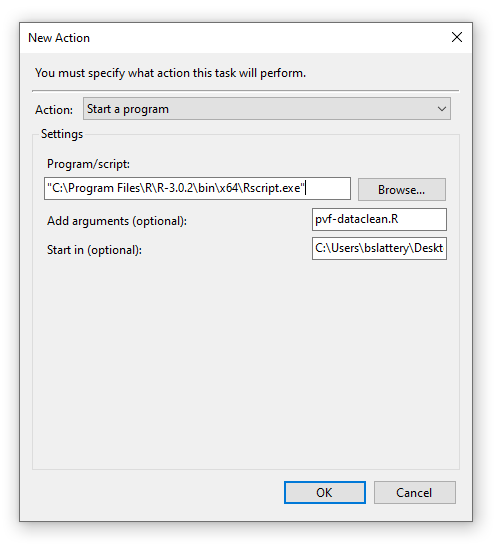 New Action
You must specify what action this task will perform.
Action: Start a program
Settings
Program/script:
"C:\Program Files\R\R-3.0.2\bin\x64\Rscript.exe" Browse...
Add arguments (optional): pvf-dataclean.R
Start in (optional): C:\Users\bslattery\Deskt
OK Cancel